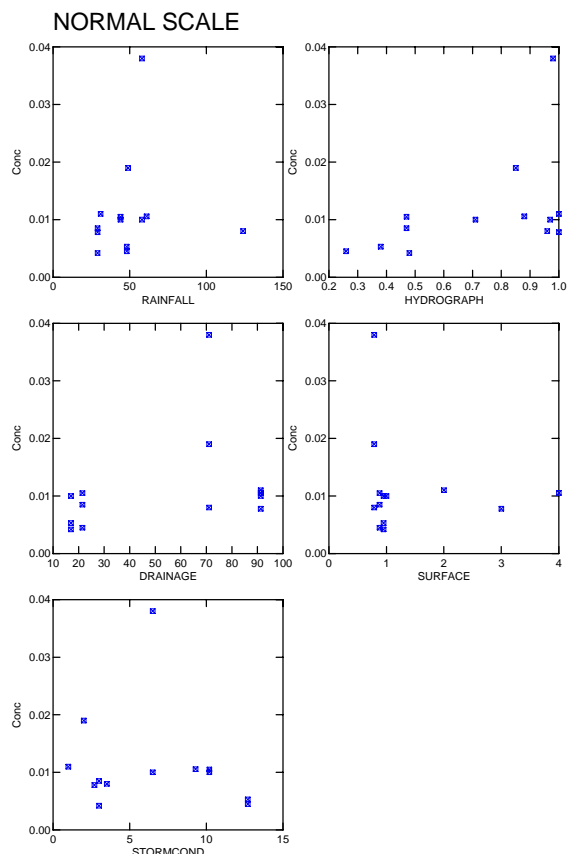 NORMAL SCALE
0.04 0.04
0.03 0.03
Conc Conc
0.02 0.02
0.01 0.01
0.00 0.00
0 50 100 150 0.2 0.3 0.4 0.5 0.6 0.7 0.8 0.9 1.0
RAINFALL HYDROGRAPH
0.04 0.04
0.03 0.03
Conc Conc
0.02 0.02
0.01 0.01
0.00 0.00
10 20 30 40 50 60 70 80 90 100 0 1 2 3 4
DRAINAGE SURFACE
0.04
0.03
Conc
0.02
0.01
0.00
0 5 10 15
STORMCOND